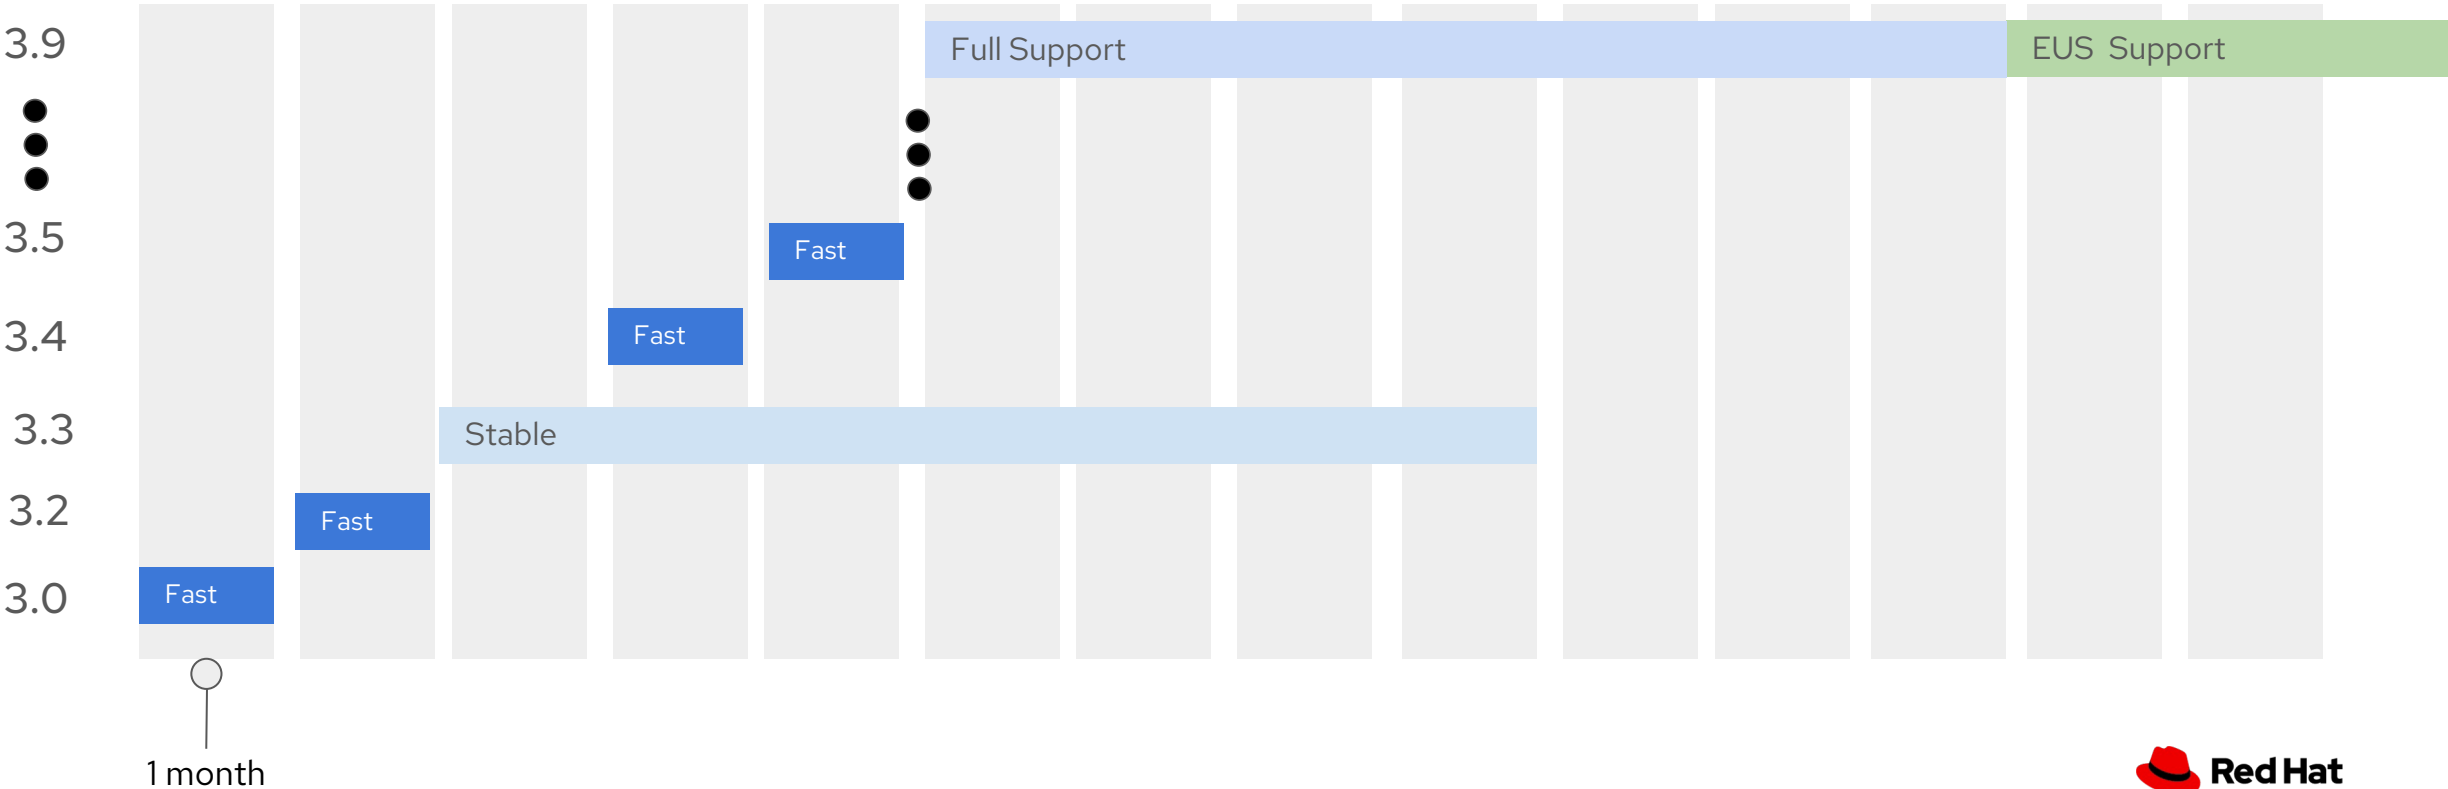 3.9 Full Support EUS Support
3.5 Fast
3.4 Fast
3.3 Stable
3.2 Fast
3.0 Fast
1 month
Red Hat